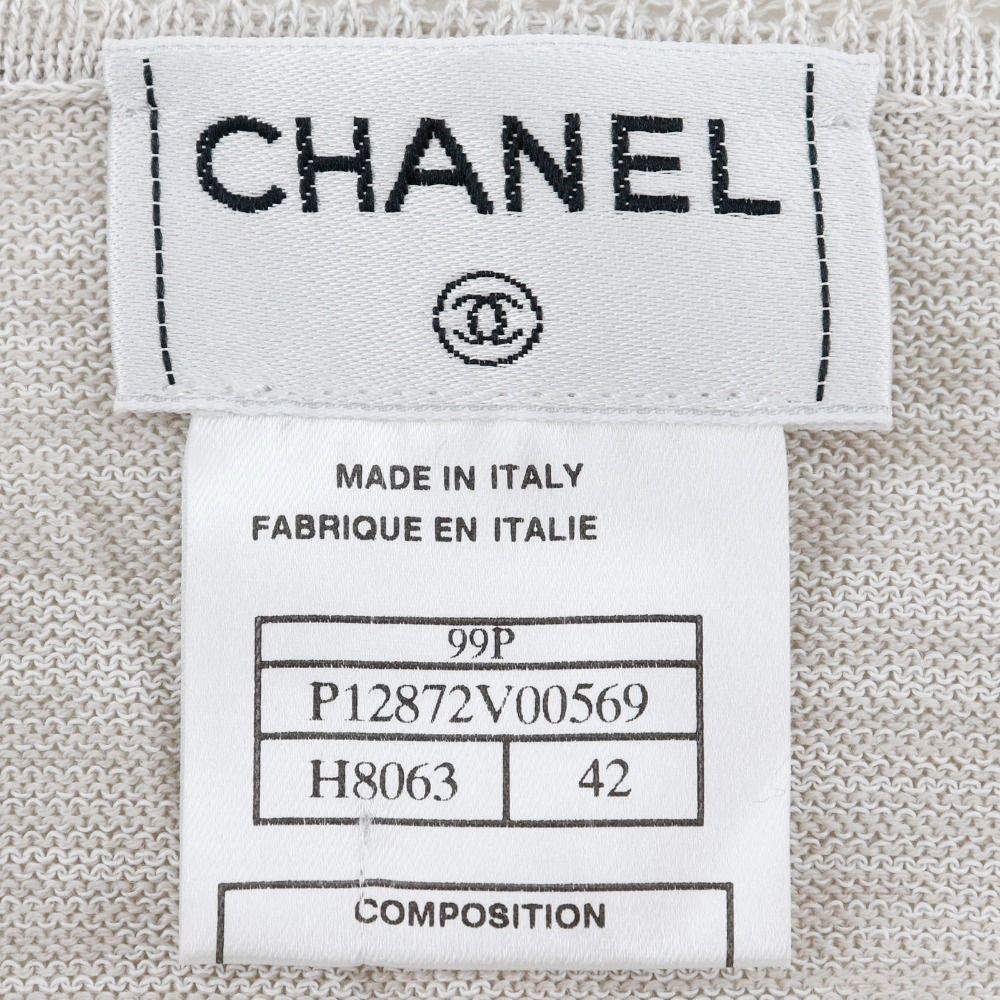 CHANEL
MADE IN ITALY
FABRIQUE EN ITALIE
99P
P12872V00569
H8063 42
COMPOSITION